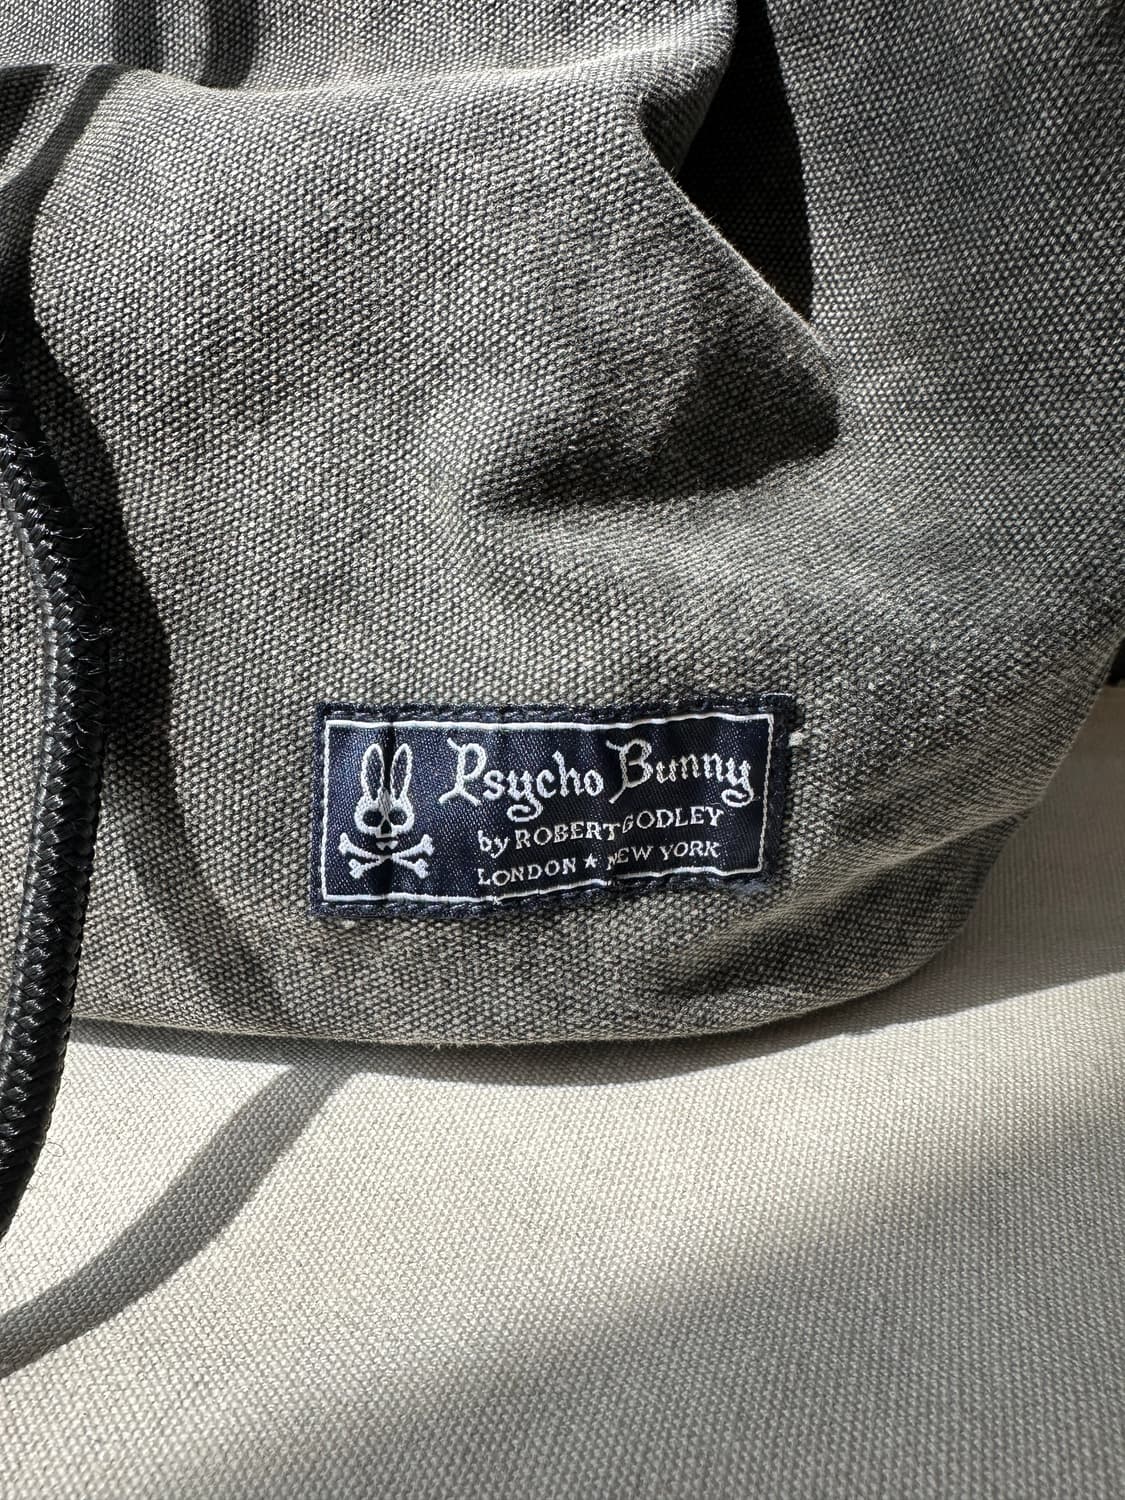 Psycho Bunny
by ROBERT GODLEY
LONDON ★ NEW YORK